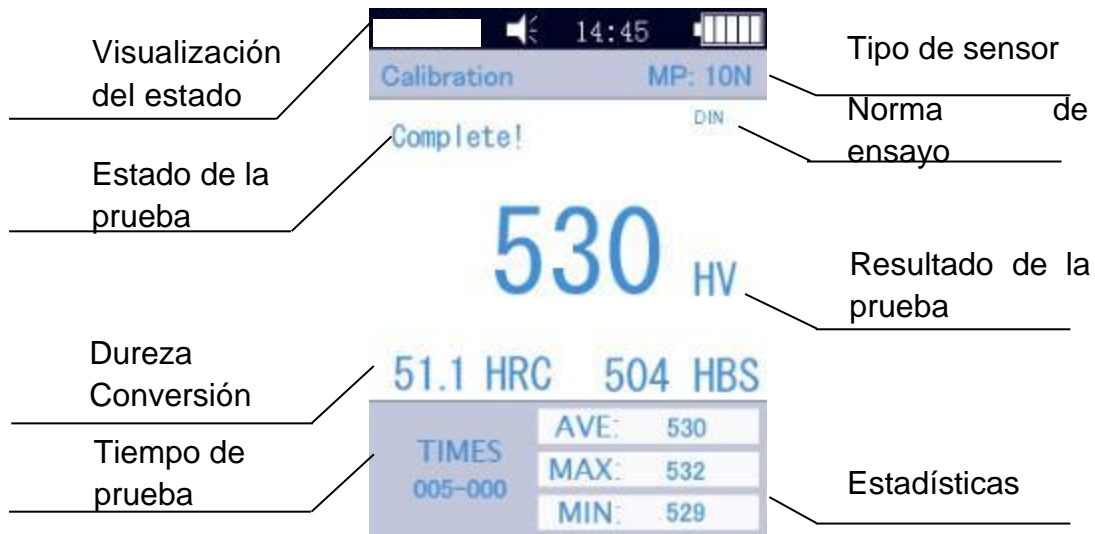 Visualización
del estado
Estado de la
prueba
Dureza
Conversión
Tiempo de
prueba
14:45
Calibration MP: 10N
Complete! DIN
530 HV
51.1 HRC 504 HBS
TIMES
005-000
AVE: 530
MAX: 532
MIN: 529
Tipo de sensor
Norma de
ensayo
Resultado de la
prueba
Estadísticas